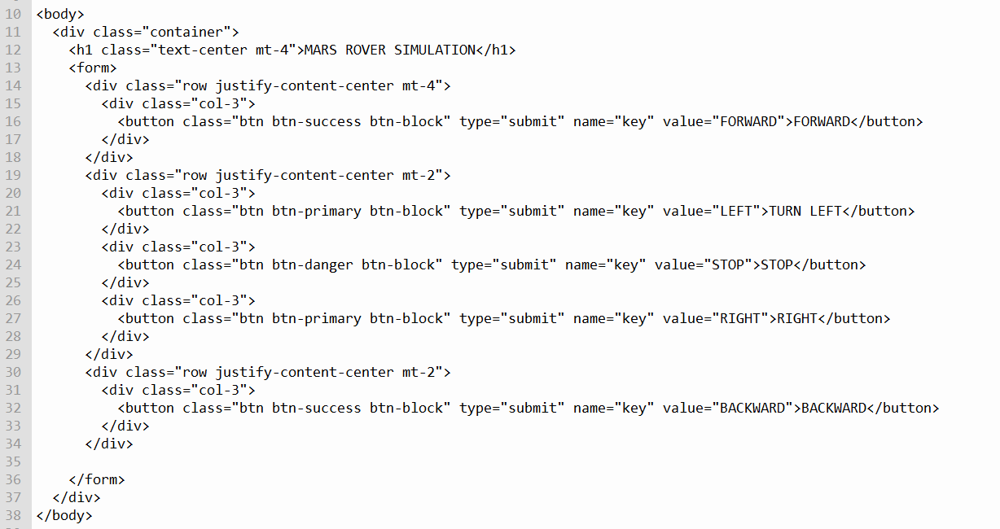 10 <body>
11   <div class="container">
12     <h1 class="text-center mt-4">MARS ROVER SIMULATION</h1>
13     <form>
14       <div class="row justify-content-center mt-4">
15         <div class="col-3">
16           <button class="btn btn-success btn-block" type="submit" name="key" value="FORWARD">FORWARD</button>
17         </div>
18       </div>
19       <div class="row justify-content-center mt-2">
20         <div class="col-3">
21           <button class="btn btn-primary btn-block" type="submit" name="key" value="LEFT">TURN LEFT</button>
22         </div>
23         <div class="col-3">
24           <button class="btn btn-danger btn-block" type="submit" name="key" value="STOP">STOP</button>
25         </div>
26         <div class="col-3">
27           <button class="btn btn-primary btn-block" type="submit" name="key" value="RIGHT">RIGHT</button>
28         </div>
29       </div>
30       <div class="row justify-content-center mt-2">
31         <div class="col-3">
32           <button class="btn btn-success btn-block" type="submit" name="key" value="BACKWARD">BACKWARD</button>
33         </div>
34       </div>
35
36     </form>
37   </div>
38 </body>